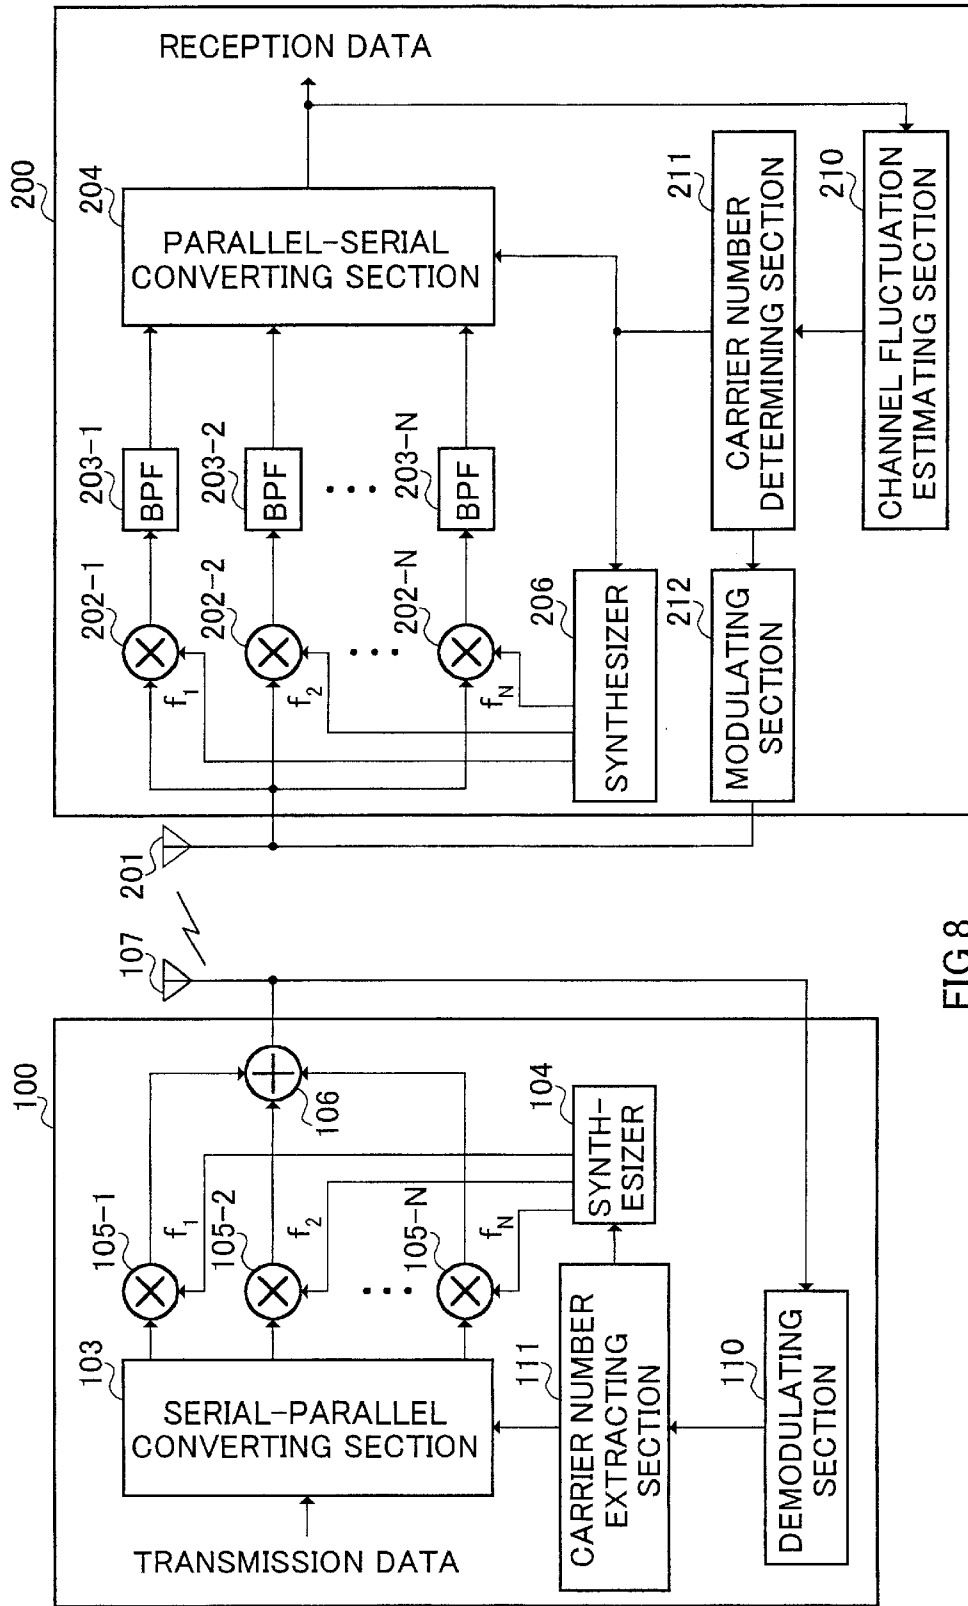 100
TRANSMISSION DATA
103
SERIAL-PARALLEL
CONVERTING SECTION
105-1
f1
105-2
f2
105-N
fN
106
107
104
SYNTH-
ESIZER
111
CARRIER NUMBER
EXTRACTING
SECTION
110
DEMODULATING
SECTION
200
201
202-1
f1
202-2
f2
202-N
fN
203-1
BPF
203-2
BPF
203-N
BPF
204
PARALLEL-SERIAL
CONVERTING SECTION
RECEPTION DATA
206
SYNTHESIZER
212
MODULATING
SECTION
211
CARRIER NUMBER
DETERMINING SECTION
210
CHANNEL FLUCTUATION
ESTIMATING SECTION
FIG.8